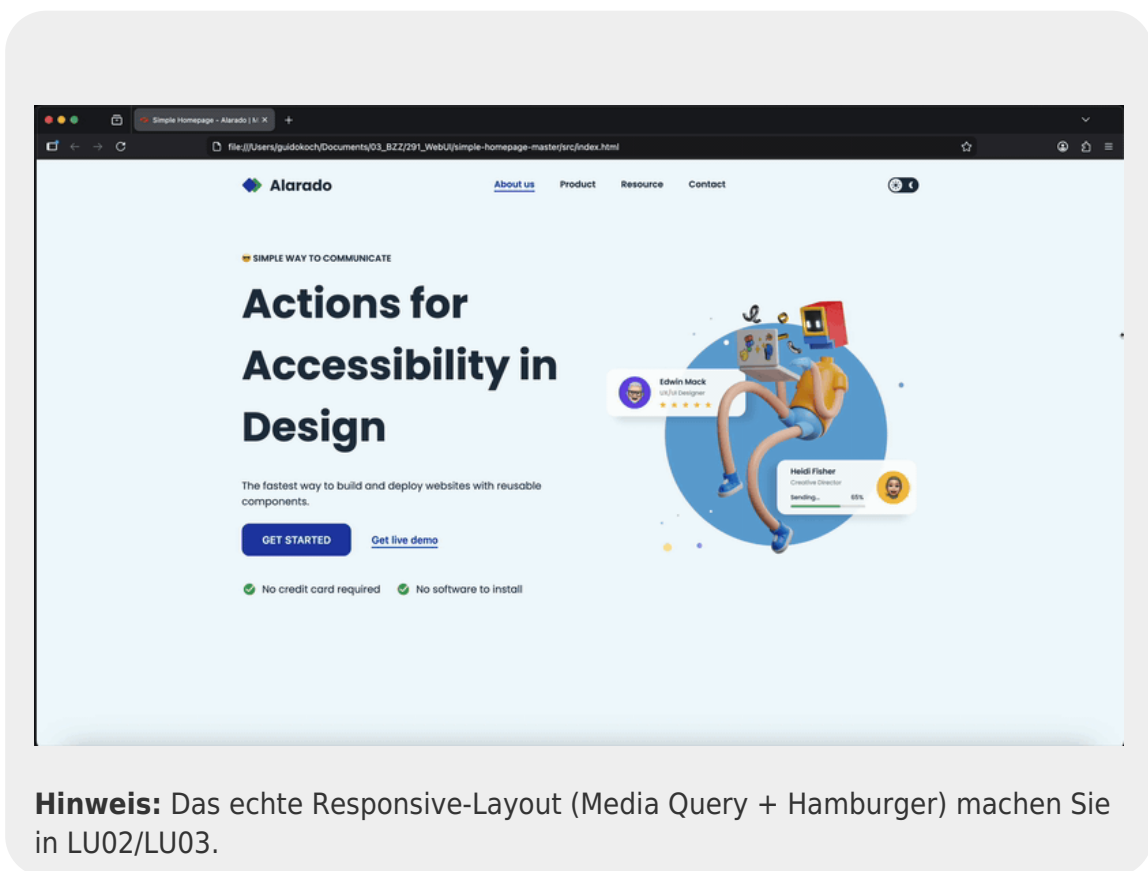 Simple Homepage - Alarado | M
file:///Users/guidokoch/Documents/03_BZZ/291_WebUI/simple-homepage-master/src/index.html
Alarado
About us
Product
Resource
Contact
SIMPLE WAY TO COMMUNICATE
Actions for
Accessibility in
Design
Edwin Mack
UX/UI Designer
Heidi Fisher
Creative Director
Sending...
65%
The fastest way to build and deploy websites with reusable
components.
GET STARTED
Get live demo
No credit card required
No software to install
Hinweis: Das echte Responsive-Layout (Media Query + Hamburger) machen Sie
in LU02/LU03.